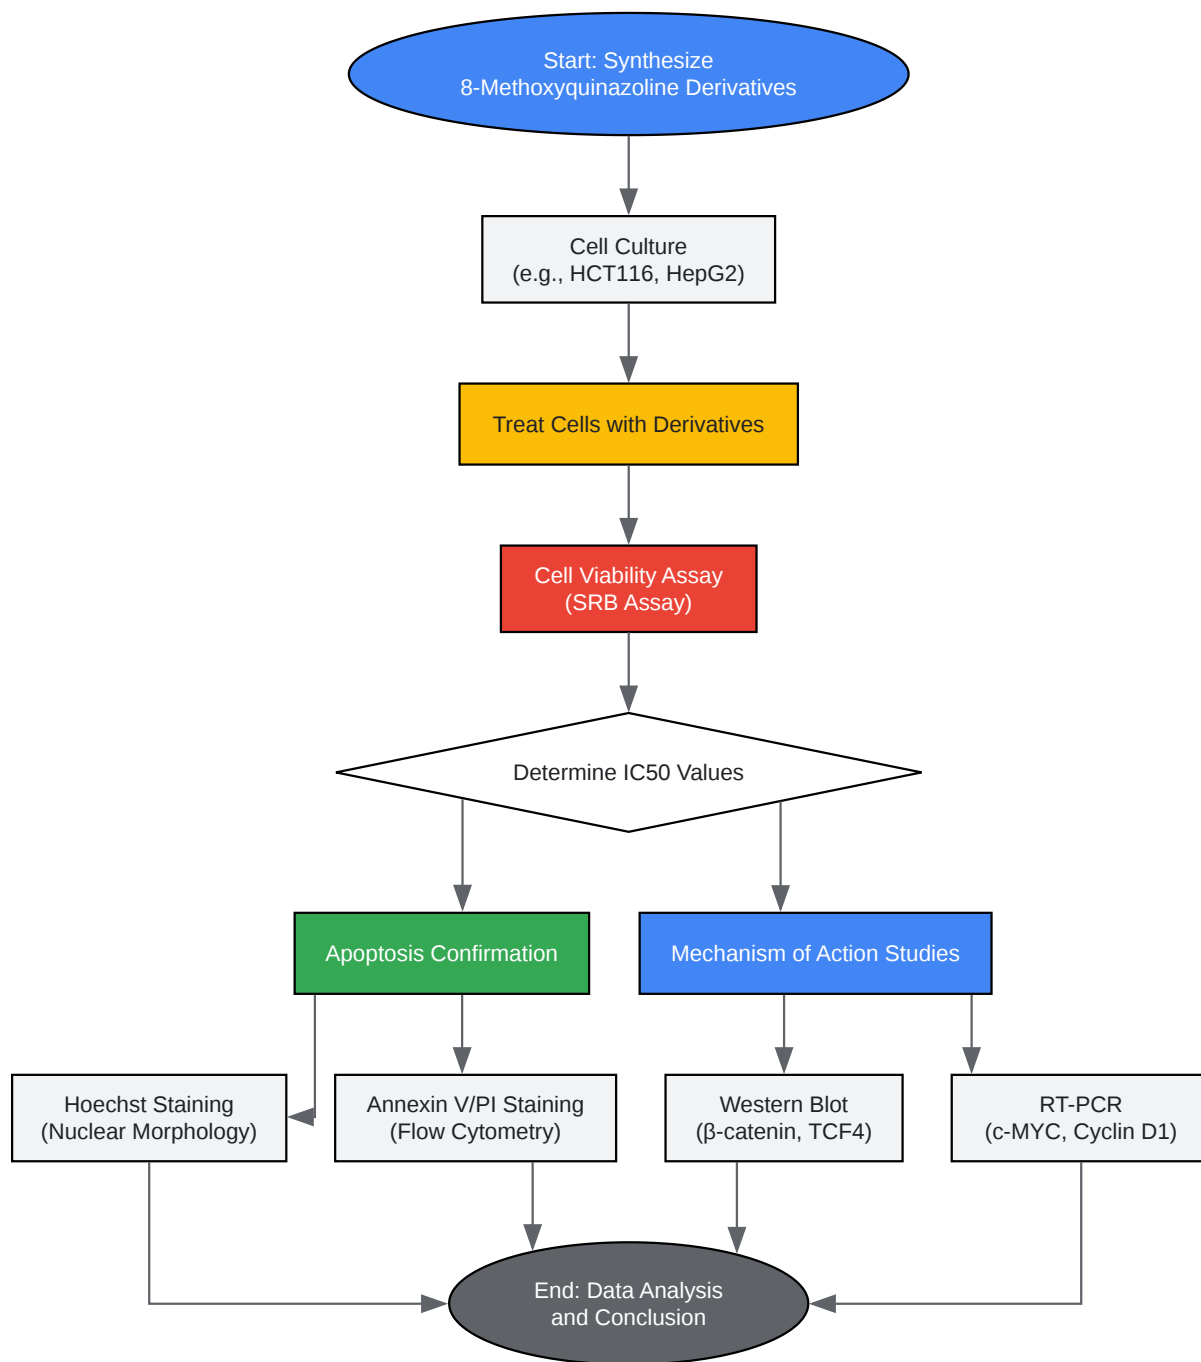 Start: Synthesize
8-Methoxyquinazoline Derivatives
Cell Culture
(e.g., HCT116, HepG2)
Treat Cells with Derivatives
Cell Viability Assay
(SRB Assay)
Determine IC50 Values
Apoptosis Confirmation
Mechanism of Action Studies
Hoechst Staining
(Nuclear Morphology)
Annexin V/PI Staining
(Flow Cytometry)
Western Blot
(β-catenin, TCF4)
RT-PCR
(c-MYC, Cyclin D1)
End: Data Analysis
and Conclusion